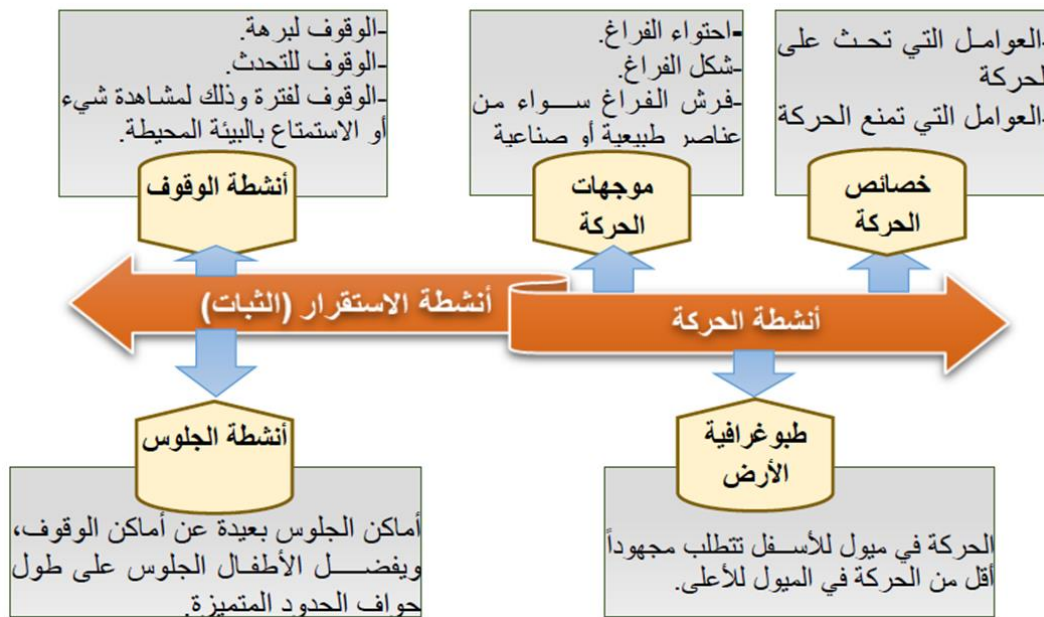 -العوامل التي تحث على
الحركة
-العوامل التي تمنع الحركة
خصائص
الحركة
-احتواء الفراغ.
-شكل الفراغ.
-فرش الفراغ سواء من
عناصر طبيعية أو صناعية
موجهات
الحركة
-الوقوف لبرهة.
-الوقوف للتحدث.
-الوقوف لفترة وذلك لمشاهدة شيء
أو الاستمتاع بالبيئة المحيطة.
أنشطة الوقوف
أنشطة الحركة
أنشطة الاستقرار (الثبات)
طبوغرافية
الأرض
الحركة في ميول للأسفل تتطلب مجهوداً
أقل من الحركة في الميول للأعلى.
أنشطة الجلوس
أماكن الجلوس بعيدة عن أماكن الوقوف،
ويفضل الأطفال الجلوس على طول
حواف الحدود المتميزة.